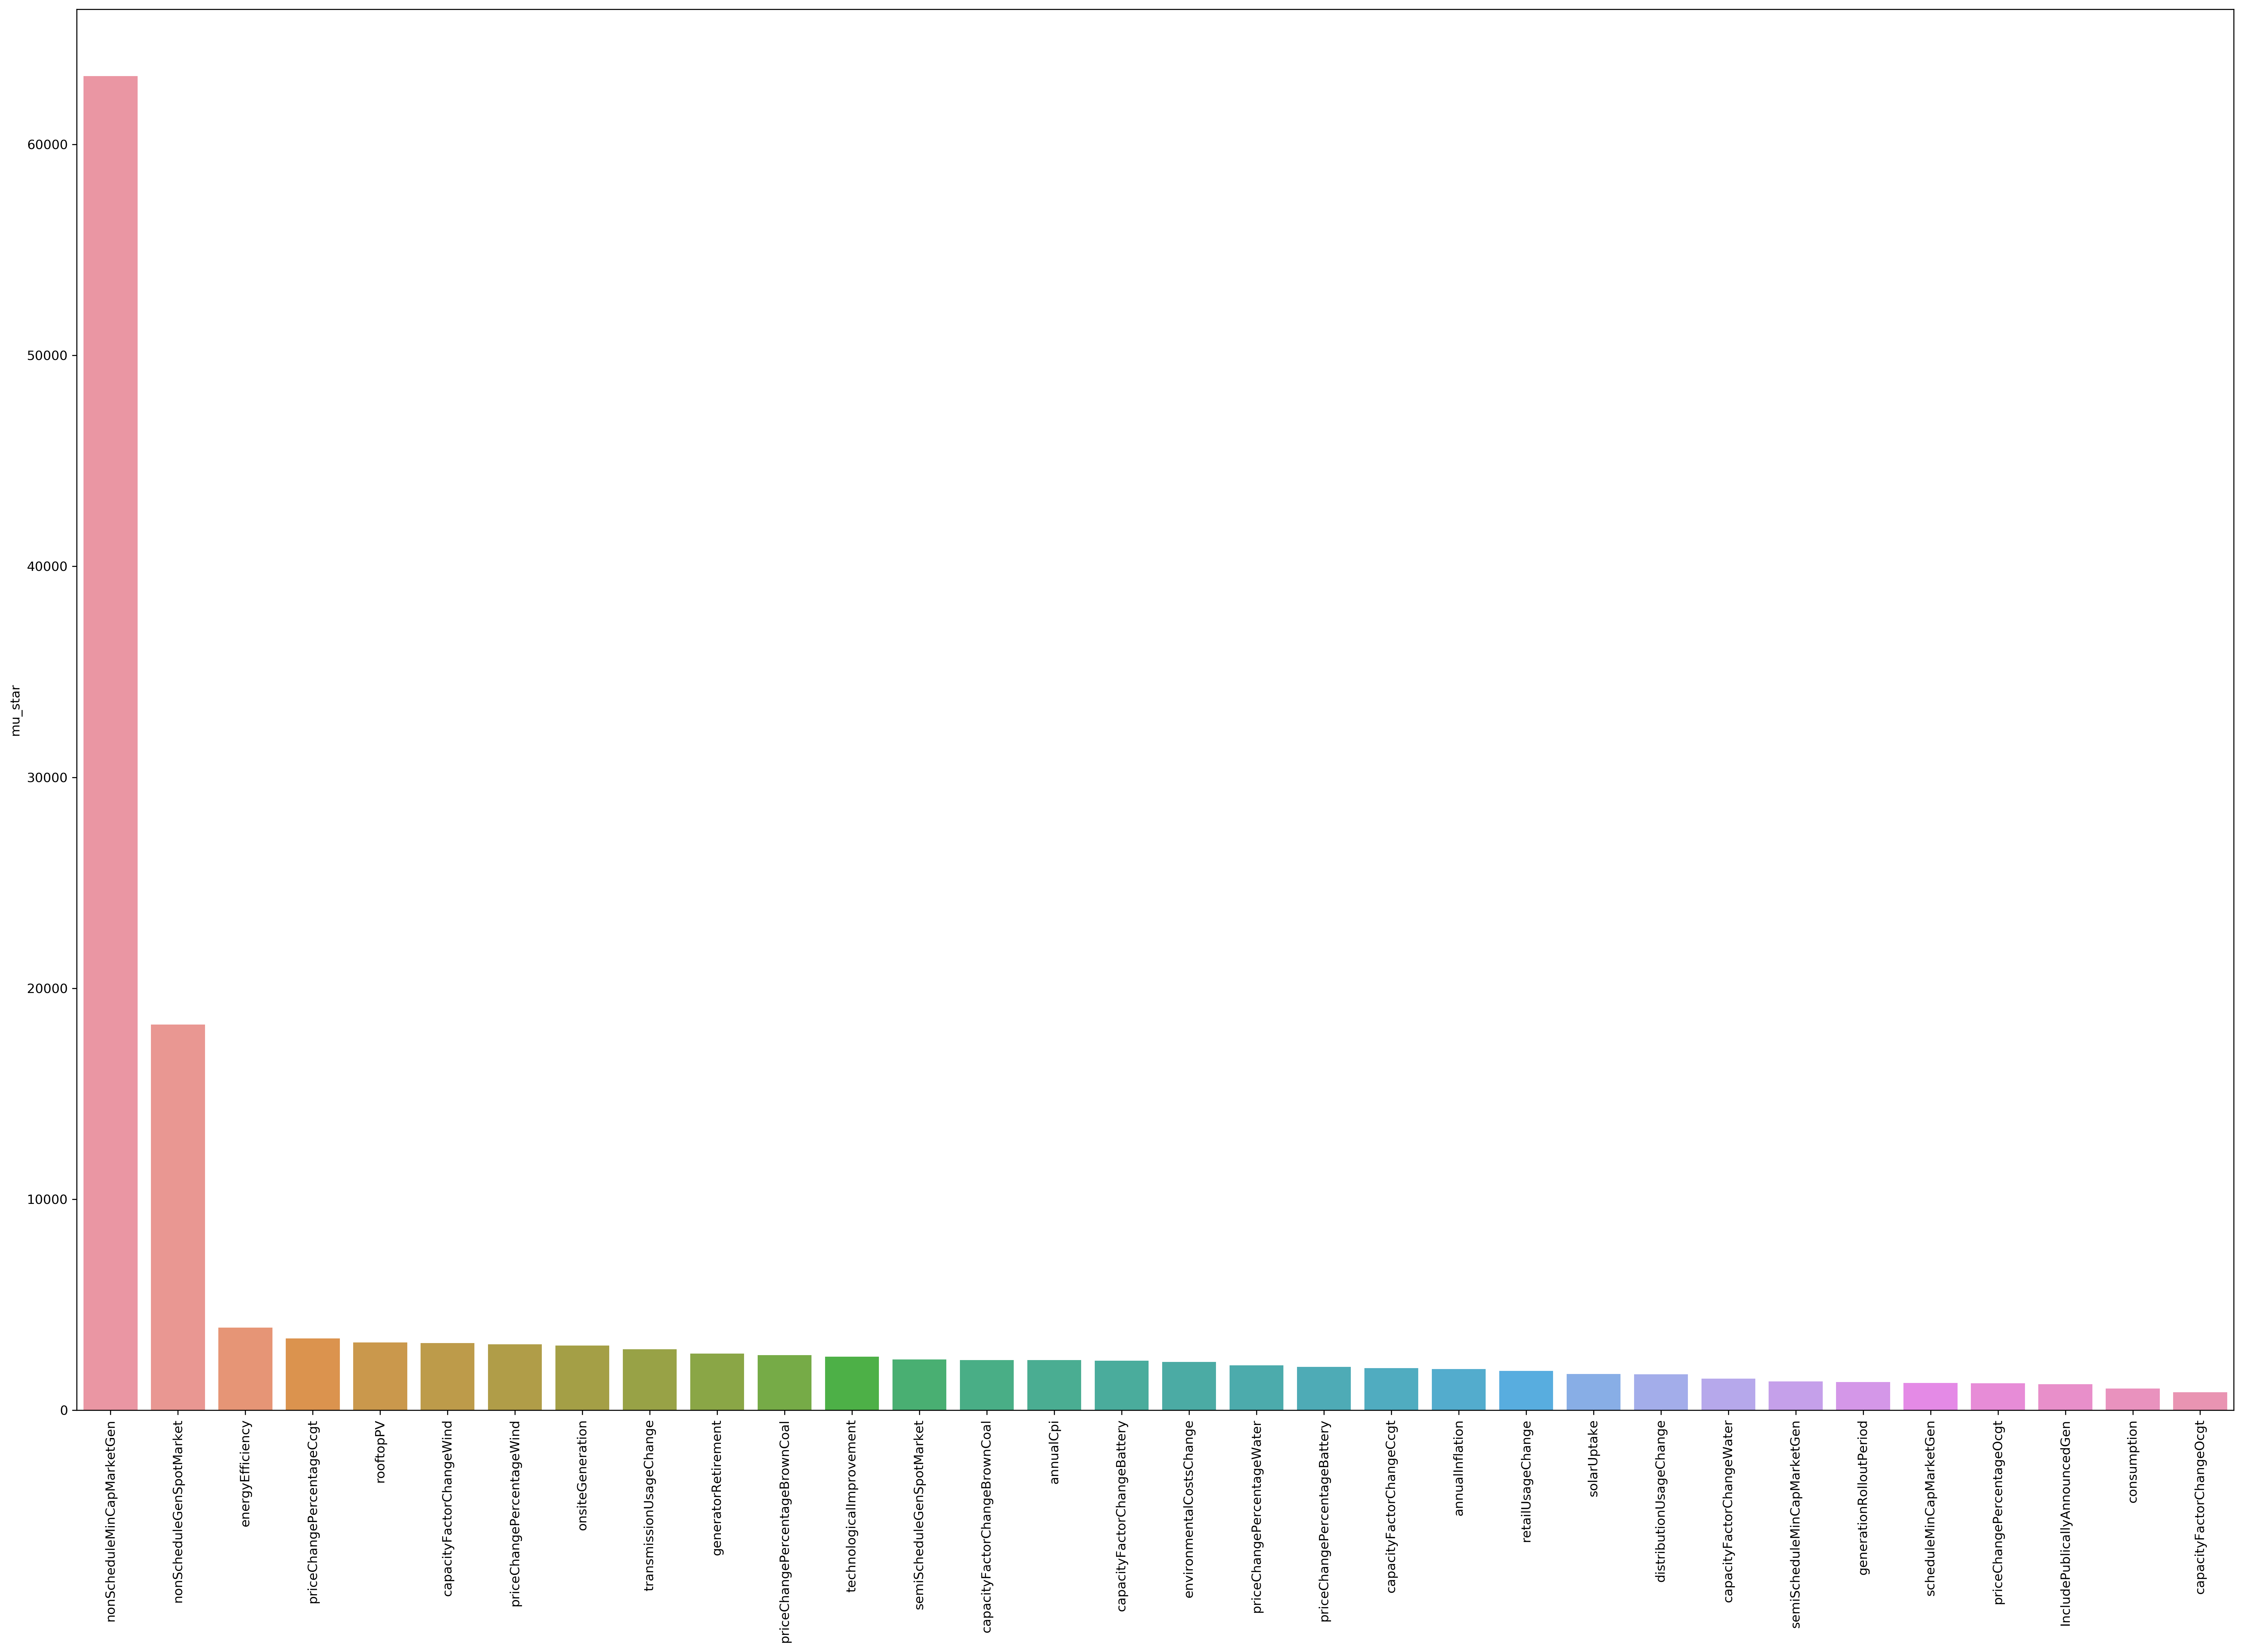 mu_star
60000
50000
40000
30000
20000
10000
0
nonScheduleMinCapMarketGen
nonScheduleGenSpotMarket
energyEfficiency
priceChangePercentageCcgt
rooftopPV
capacityFactorChangeWind
priceChangePercentageWind
onsiteGeneration
transmissionUsageChange
generatorRetirement
priceChangePercentageBrownCoal
technologicalImprovement
semiScheduleGenSpotMarket
capacityFactorChangeBrownCoal
annualCpi
capacityFactorChangeBattery
environmentalCostsChange
priceChangePercentageWater
priceChangePercentageBattery
capacityFactorChangeCcgt
annualInflation
retailUsageChange
solarUptake
distributionUsageChange
capacityFactorChangeWater
semiScheduleMinCapMarketGen
generationRolloutPeriod
scheduleMinCapMarketGen
priceChangePercentageOcgt
IncludePublicallyAnnouncedGen
consumption
capacityFactorChangeOcgt